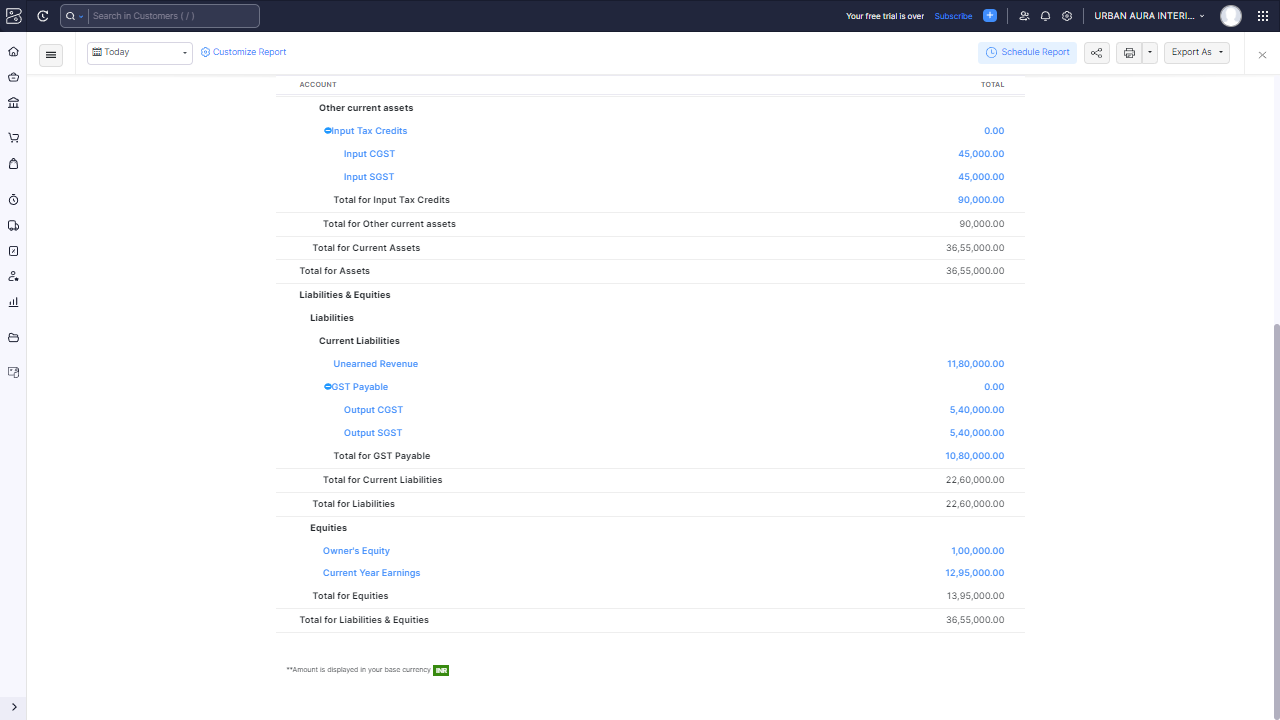 Search in Customers ( / )
Your free trial is over Subscribe
URBAN AURA INTERI...
Today
Customize Report
Schedule Report
Export As
ACCOUNT TOTAL
Other current assets
Input Tax Credits 0.00
Input CGST 45,000.00
Input SGST 45,000.00
Total for Input Tax Credits 90,000.00
Total for Other current assets 90,000.00
Total for Current Assets 36,55,000.00
Total for Assets 36,55,000.00
Liabilities & Equities
Liabilities
Current Liabilities
Unearned Revenue 11,80,000.00
GST Payable 0.00
Output CGST 5,40,000.00
Output SGST 5,40,000.00
Total for GST Payable 10,80,000.00
Total for Current Liabilities 22,60,000.00
Total for Liabilities 22,60,000.00
Equities
Owner's Equity 1,00,000.00
Current Year Earnings 12,95,000.00
Total for Equities 13,95,000.00
Total for Liabilities & Equities 36,55,000.00
**Amount is displayed in your base currency INR